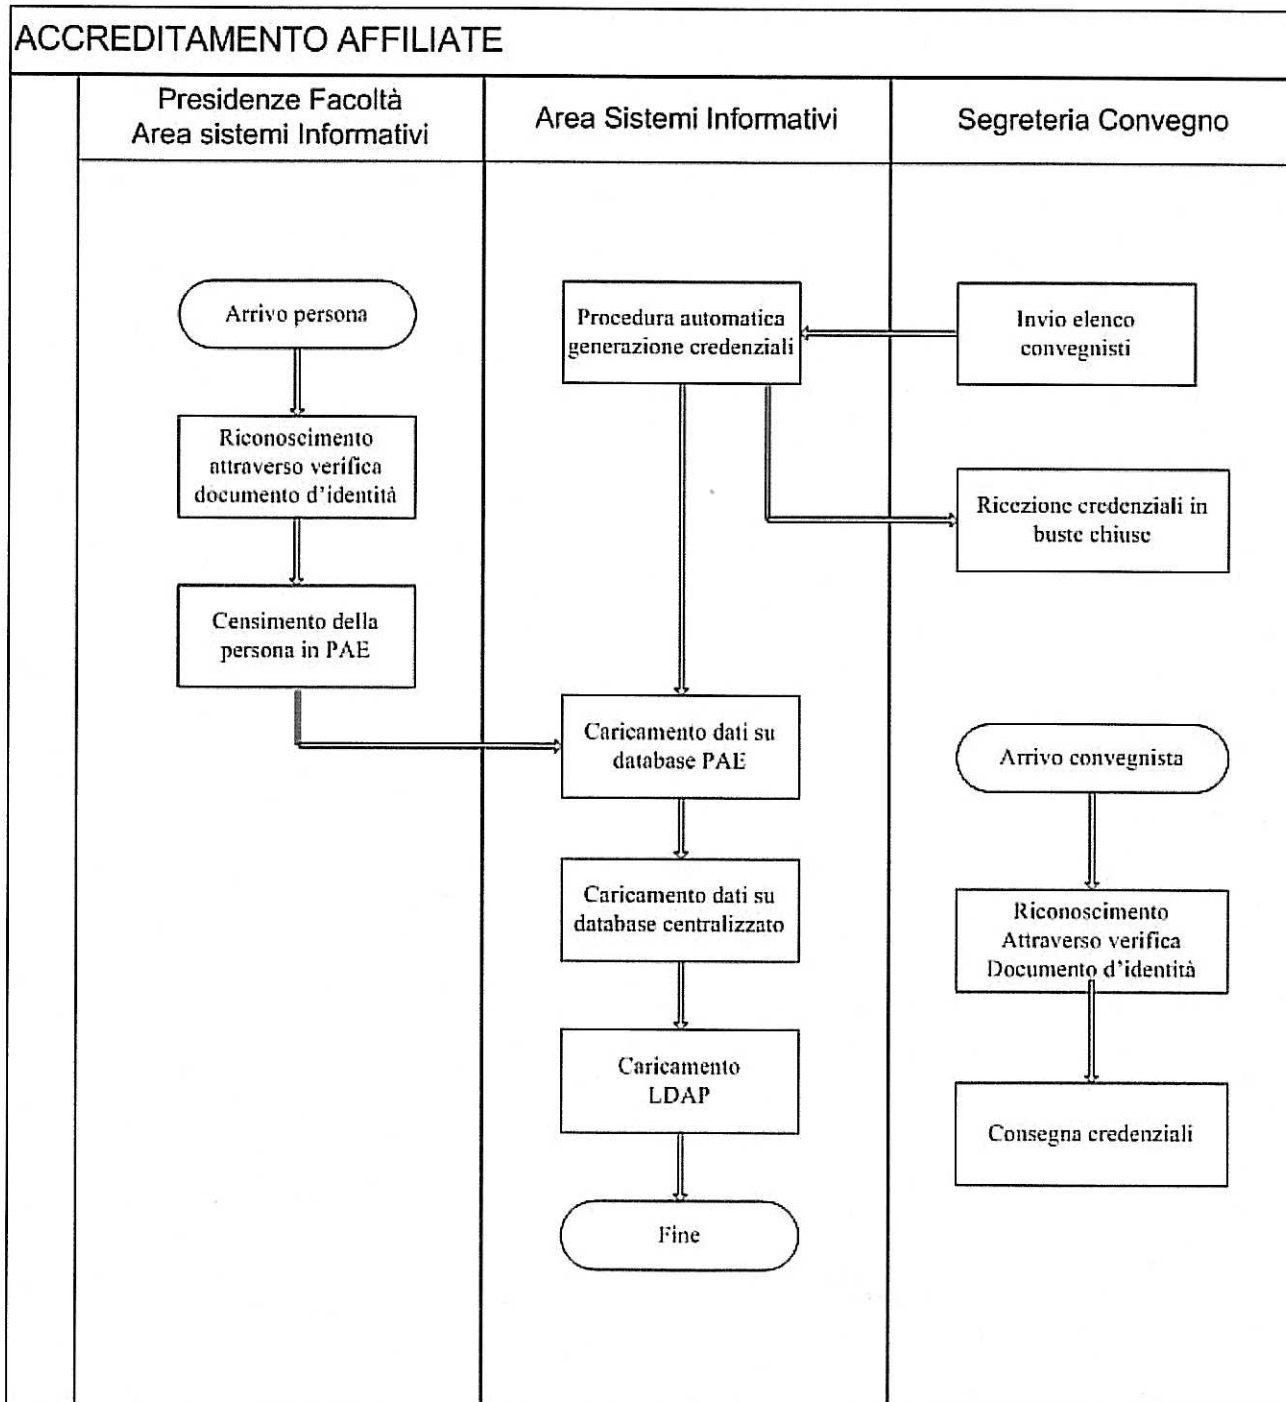 ACCREDITAMENTO AFFILIATE
Presidenze Facoltà
Area sistemi Informativi
Area Sistemi Informativi
Segreteria Convegno
Arrivo persona
Riconoscimento
attraverso verifica
documento d'identità
Censimento della
persona in PAE
Procedura automatica
generazione credenziali
Caricamento dati su
database PAE
Caricamento dati su
database centralizzato
Caricamento
LDAP
Fine
Invio elenco
convegnisti
Ricezione credenziali in
buste chiuse
Arrivo convegnista
Riconoscimento
Attraverso verifica
Documento d'identità
Consegna credenziali